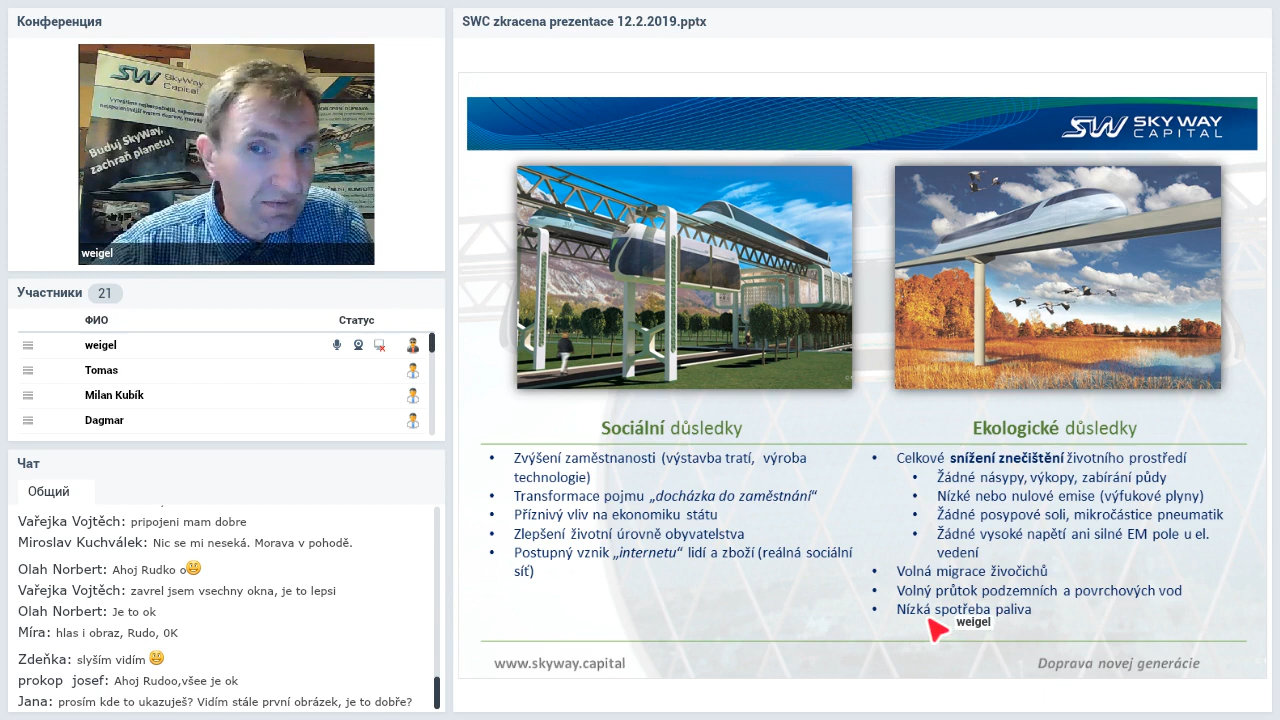 Конференция
SKYWAY
CAPITAL
Buduj SkyWay,
zachraň planetu!
weigel
Участники 21
ФИО Статус
weigel
Tomas
Milan Kubík
Dagmar
Чат
Общий
Vařejka Vojtěch: pripojeni mam dobre
Miroslav Kuchválek: Nic se mi neseká. Morava v pohodě.
Olah Norbert: Ahoj Rudko o
Vařejka Vojtěch: zavrel jsem vsechny okna, je to lepsi
Olah Norbert: Je to ok
Míra: hlas i obraz, Rudo, 0K
Zdeňka: slyším vidím
prokop josef: Ahoj Rudoo,všee je ok
Jana: prosím kde to ukazuješ? Vidím stále první obrázek, je to dobře?
SWC zkracena prezentace 12.2.2019.pptx
SW SKY WAY
CAPITAL
Sociální důsledky
• Zvýšení zaměstnanosti (výstavba tratí, výroba
technologie)
• Transformace pojmu „docházka do zaměstnání“
• Příznivý vliv na ekonomiku státu
• Zlepšení životní úrovně obyvatelstva
• Postupný vznik „internetu“ lidí a zboží (reálná sociální
síť)
Ekologické důsledky
• Celkové snížení znečištění životního prostředí
• Žádné náspy, výkopy, zabírání půdy
• Nízké nebo nulové emise (výfukové plyny)
• Žádné posypové soli, mikročástice pneumatik
• Žádné vysoké napětí ani silné EM pole u el.
vedení
• Volná migrace živočichů
• Volný průtok podzemních a povrchových vod
• Nízká spotřeba paliva
weigel
www.skyway.capital
Doprava novej generácie